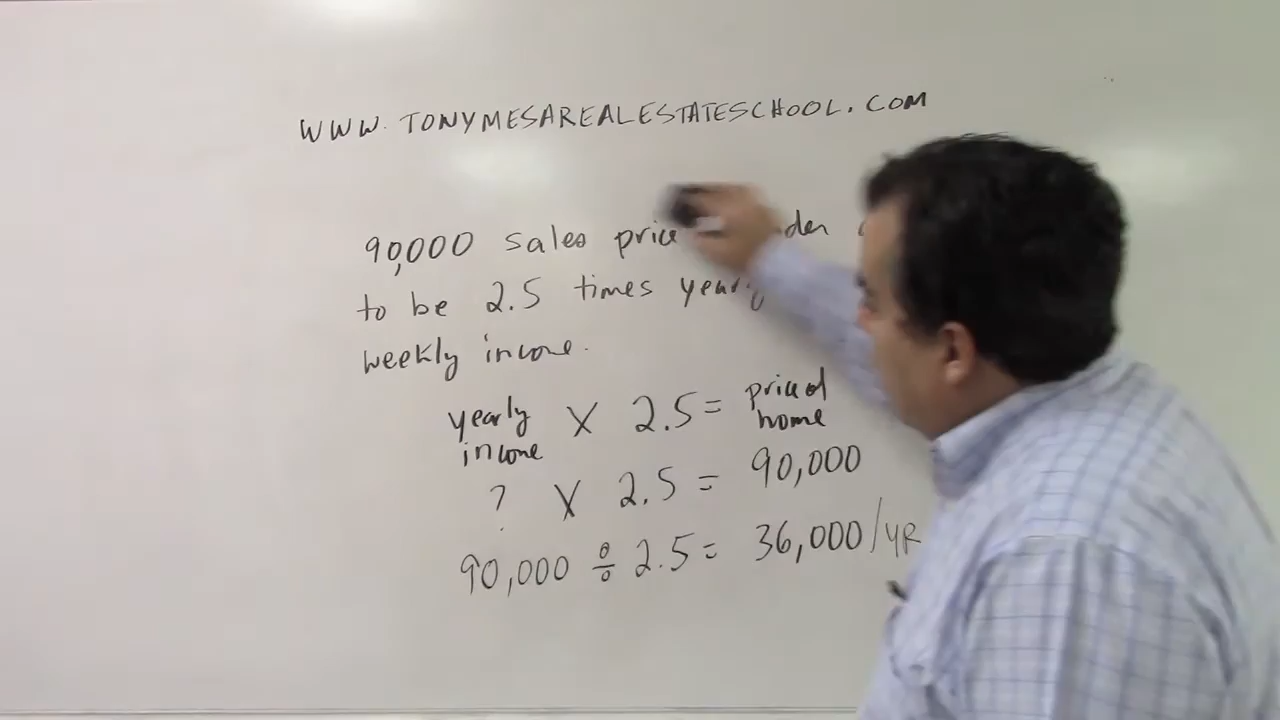 WWW. TONYMESAREALESTATESCHOOL. COM
90,000 sales price
to be 2.5 times
weekly income.
yearly income X 2.5 = price of home
? X 2.5 = 90,000
90,000 ÷ 2.5 = 36,000/YR